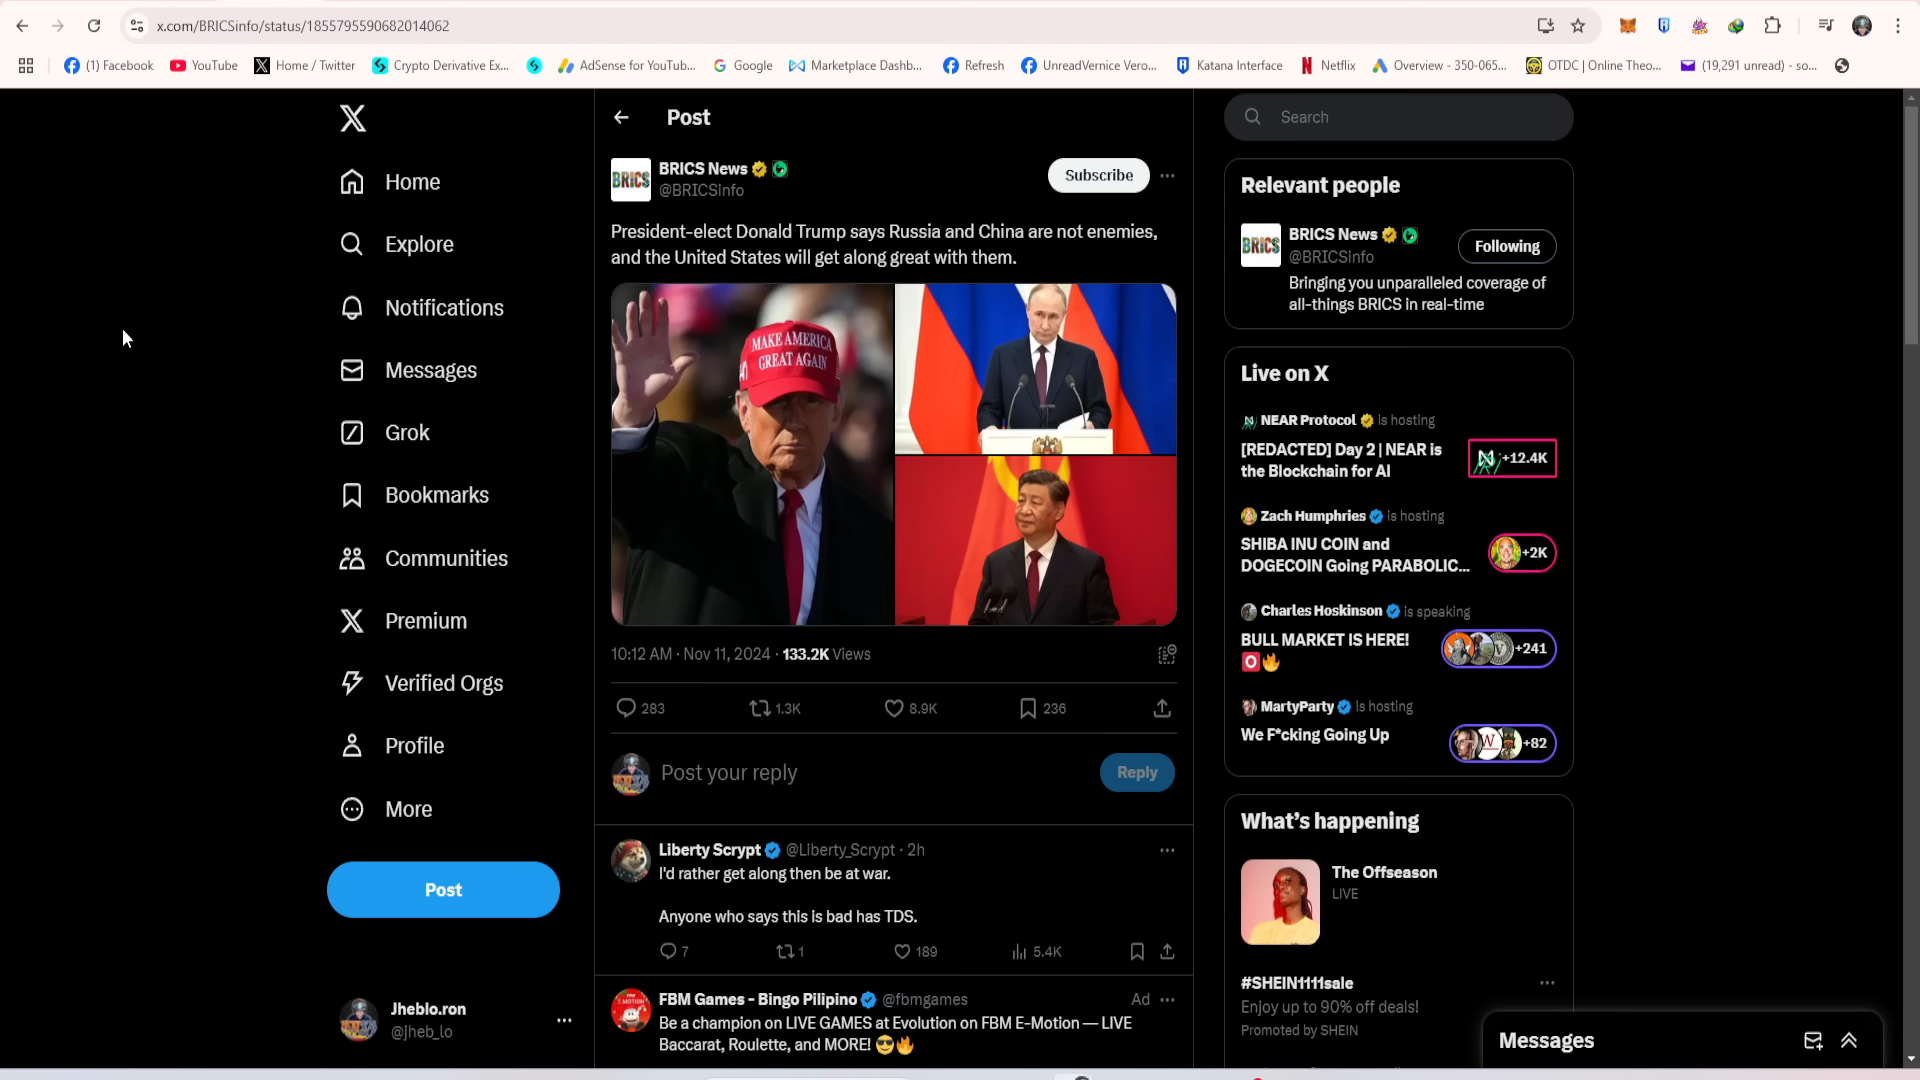 x.com/BRICSinfo/status/1855795590682014062
(1) Facebook
YouTube
Home / Twitter
Crypto Derivative Ex...
AdSense for YouTub...
Google
Marketplace Dashb...
Refresh
UnreadVernice Vero...
Katana Interface
Netflix
Overview - 350-065...
OTDC | Online Theo...
(19,291 unread) - so...
Home
Explore
Notifications
Messages
Grok
Bookmarks
Communities
Premium
Verified Orgs
Profile
More
Post
Jheblo.ron
@jheb_lo
Post
BRICS
BRICS News
@BRICSinfo
Subscribe
President-elect Donald Trump says Russia and China are not enemies,
and the United States will get along great with them.
MAKE AMERICA
GREAT AGAIN
10:12 AM · Nov 11, 2024 · 133.2K Views
283 1.3K 8.9K 236
Post your reply
Reply
Liberty Scrypt @Liberty_Scrypt · 2h
I'd rather get along then be at war.
Anyone who says this is bad has TDS.
7 1 189 5.4K
FBM Games - Bingo Pilipino @fbmgames Ad
Be a champion on LIVE GAMES at Evolution on FBM E-Motion — LIVE
Baccarat, Roulette, and MORE! 😎🔥
Search
Relevant people
BRICS
BRICS News
@BRICSinfo
Following
Bringing you unparalleled coverage of
all-things BRICS in real-time
Live on X
NEAR Protocol is hosting
[REDACTED] Day 2 | NEAR is
the Blockchain for AI
+12.4K
Zach Humphries is hosting
SHIBA INU COIN and
DOGECOIN Going PARABOLIC...
+2K
Charles Hoskinson is speaking
BULL MARKET IS HERE!
🅾️🔥
+241
MartyParty is hosting
We F*cking Going Up
+82
What's happening
The Offseason
LIVE
#SHEIN1111sale
Enjoy up to 90% off deals!
Promoted by SHEIN
Messages